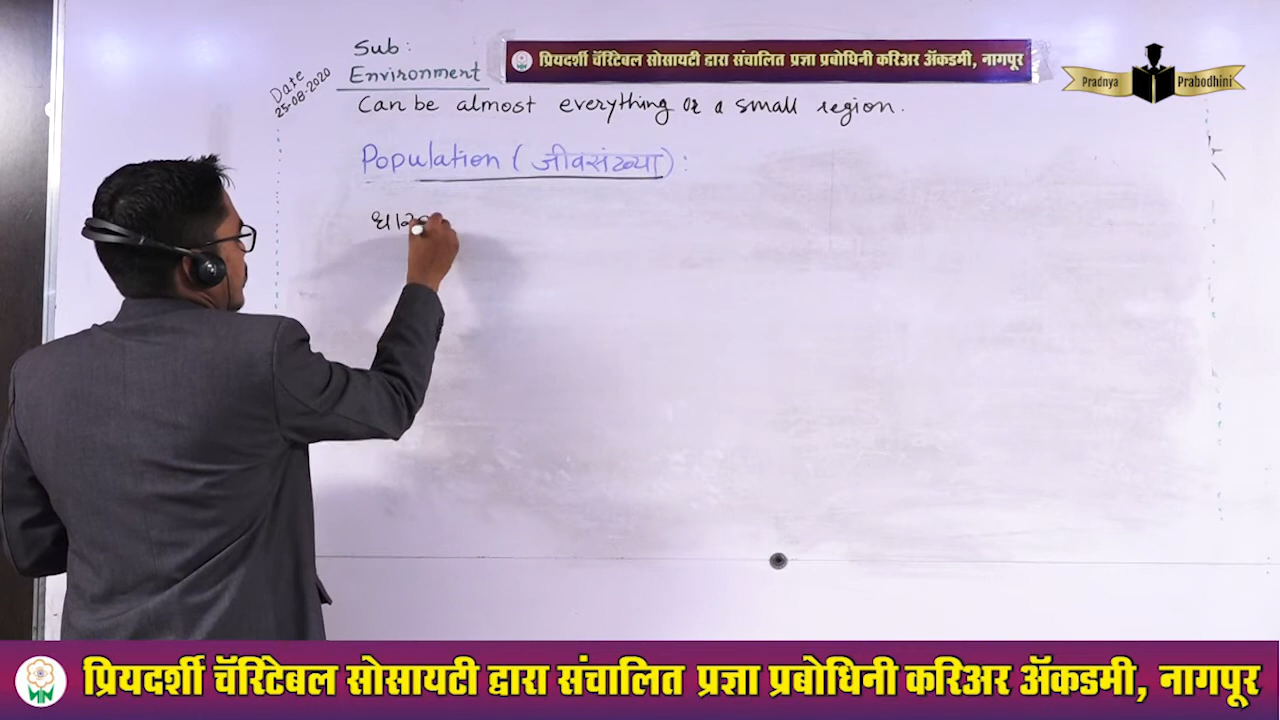 Sub:
Environment
Date
25-08-2020
प्रियदर्शी चॅरिटेबल सोसायटी द्वारा संचालित प्रज्ञा प्रबोधिनी करिअर ॲकडमी, नागपूर
Pradnya Prabodhini
Can be almost everything or a small region.
Population (जीवसंख्या):
प्रियदर्शी चॅरिटेबल सोसायटी द्वारा संचालित प्रज्ञा प्रबोधिनी करिअर ॲकडमी, नागपूर